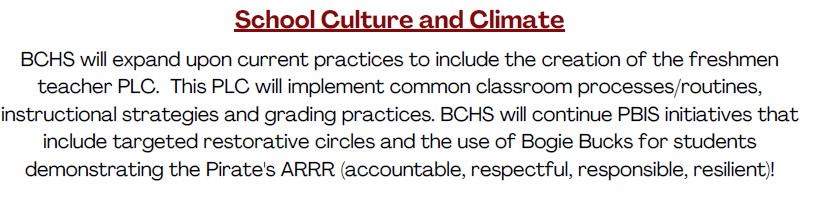 School Culture and Climate
BCHS will expand upon current practices to include the creation of the freshmen
teacher PLC.  This PLC will implement common classroom processes/routines,
instructional strategies and grading practices. BCHS will continue PBIS initiatives that
include targeted restorative circles and the use of Bogie Bucks for students
demonstrating the Pirate's ARRR (accountable, respectful, responsible, resilient)!